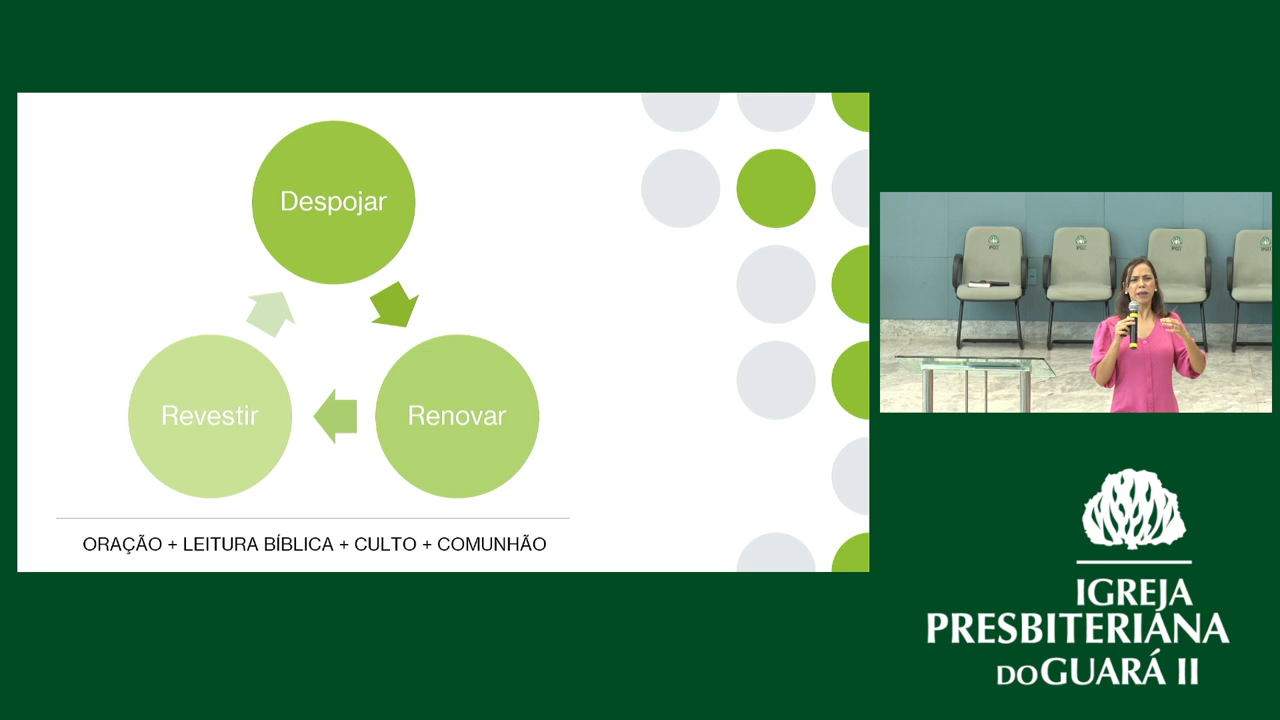 Despojar
Revestir
Renovar
ORAÇÃO + LEITURA BÍBLICA + CULTO + COMUNHÃO
IGREJA
PRESBITERIANA
DO GUARÁ II